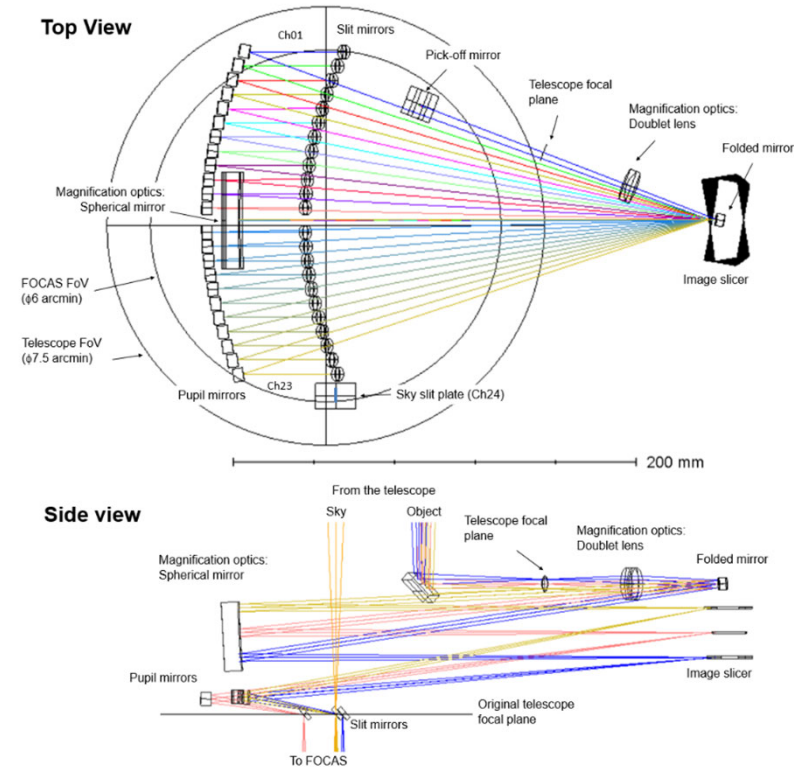 Top View
Ch01
Slit mirrors
Pick-off mirror
Telescope focal
plane
Magnification optics:
Doublet lens
Folded mirror
Magnification optics:
Spherical mirror
Image slicer
FOCAS FoV
(ϕ6 arcmin)
Telescope FoV
(ϕ7.5 arcmin)
Pupil mirrors
Ch23
Sky slit plate (Ch24)
200 mm
Side view
From the telescope
Sky
Object
Telescope focal
plane
Magnification optics:
Doublet lens
Folded mirror
Magnification optics:
Spherical mirror
Image slicer
Pupil mirrors
Original telescope
focal plane
Slit mirrors
To FOCAS